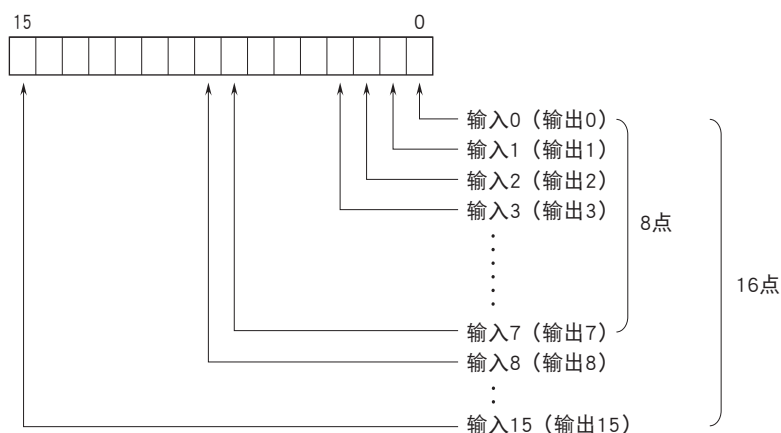 15 0
输入0（输出0）
输入1（输出1）
输入2（输出2）
输入3（输出3）
8点
16点
输入7（输出7）
输入8（输出8）
输入15（输出15）